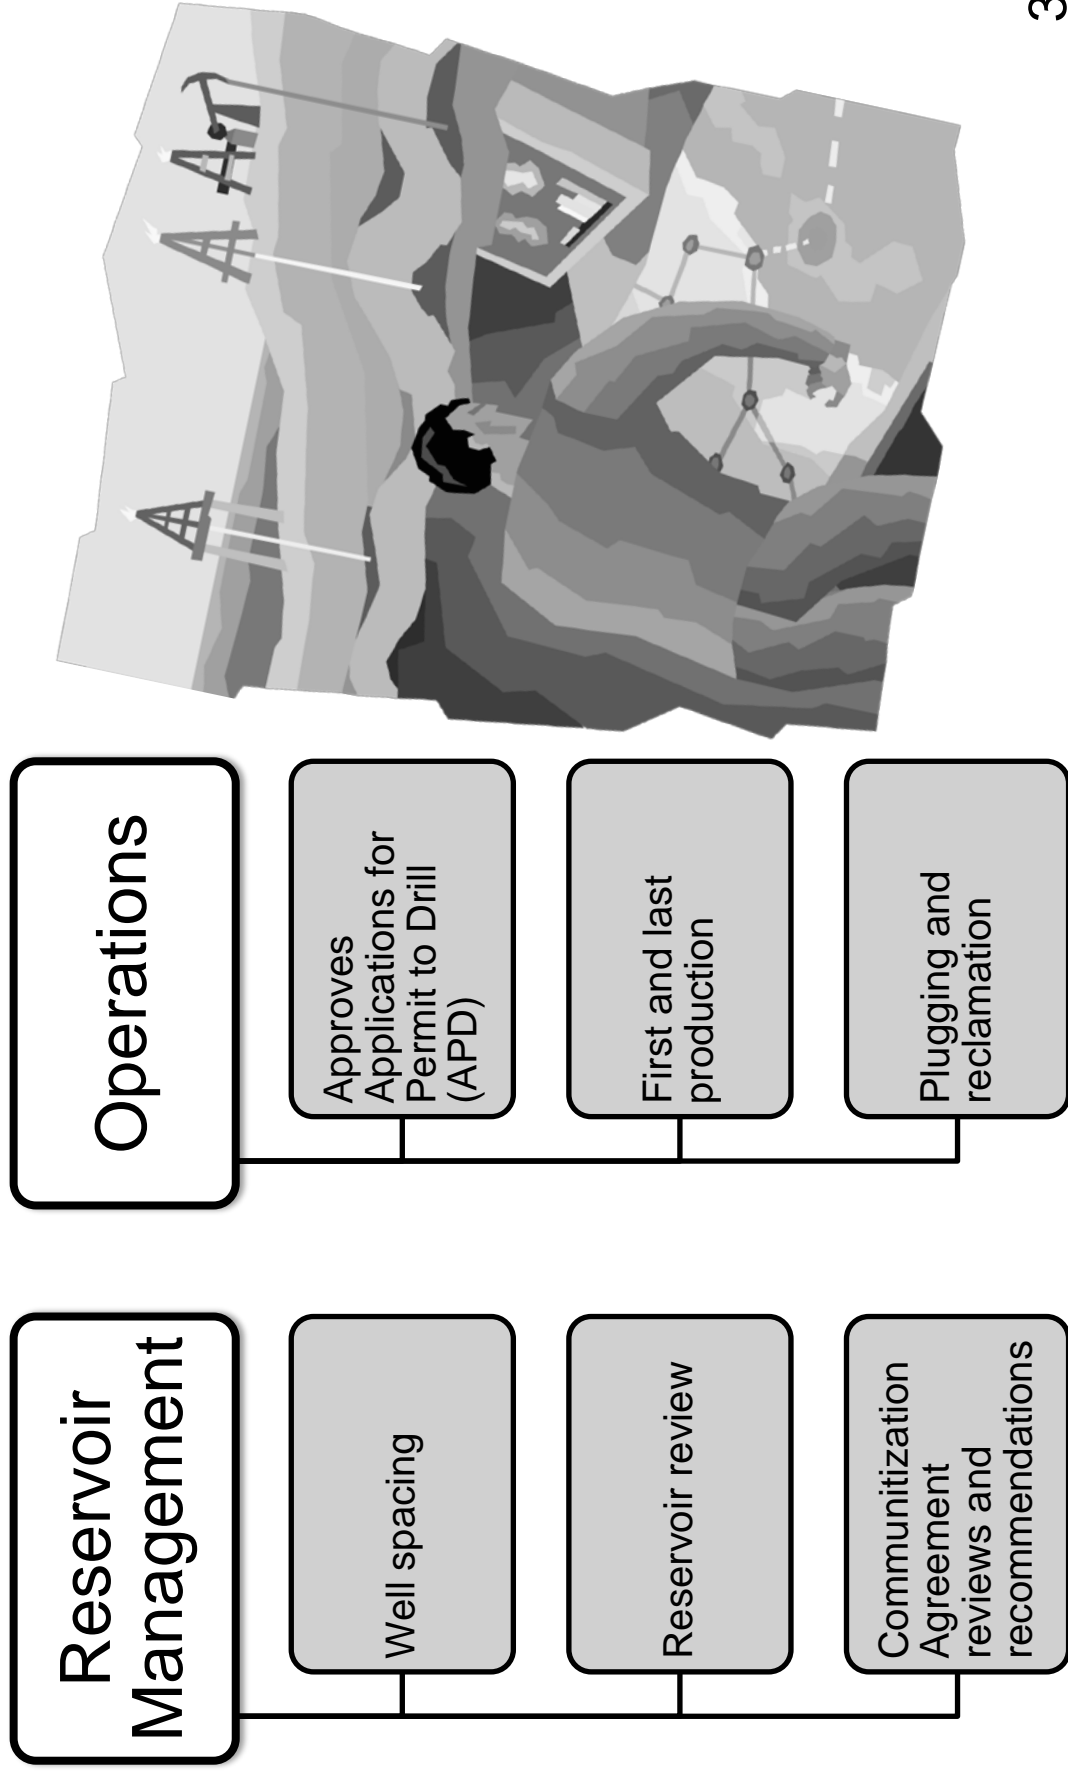 Reservoir
Management
Well spacing
Reservoir review
Communitization
Agreement
reviews and
recommendations
Operations
Approves
Applications for
Permit to Drill
(APD)
First and last
production
Plugging and
reclamation
3